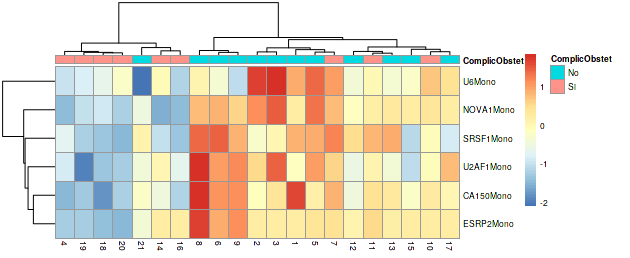 ComplicObstet
ComplicObstet
No
Si
U6Mono
NOVA1Mono
SRSF1Mono
U2AF1Mono
CA150Mono
ESRP2Mono
1
0
-1
-2
4 19 18 20 21 14 16 8 6 9 2 3 1 5 7 12 11 13 15 10 17